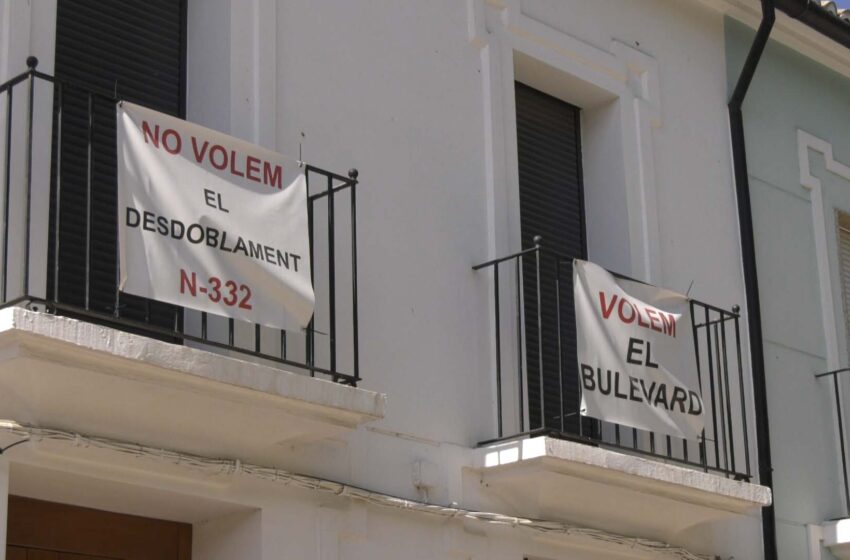 NO VOLEM
EL
DESDOBLAMENT
N-332
VOLEM
EL
BULEVARD